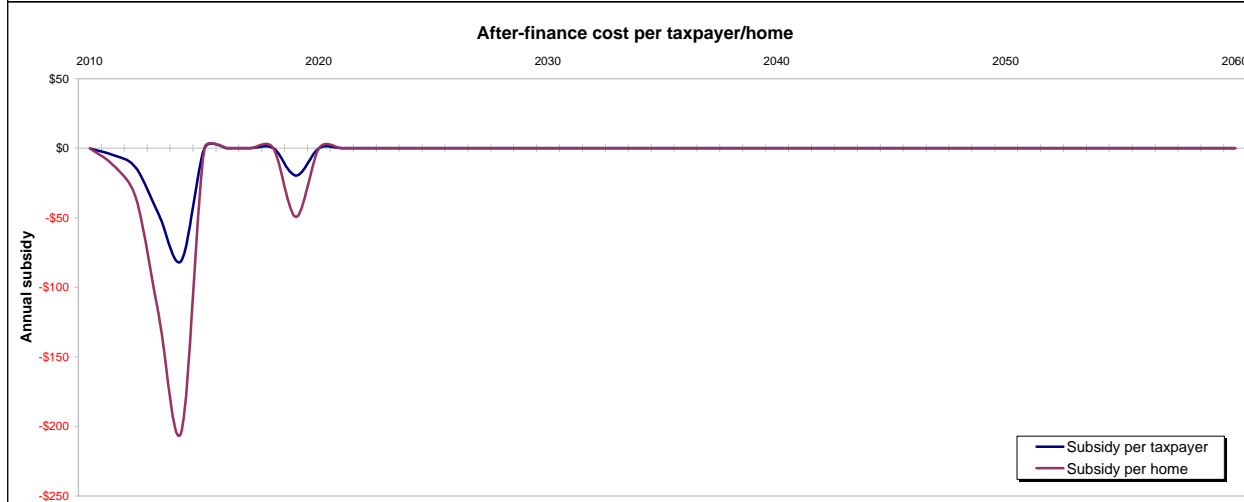 After-finance cost per taxpayer/home
2010 2020 2030 2040 2050 2060
$50
$0
-$50
-$100
-$150
-$200
-$250
Annual subsidy
Subsidy per taxpayer
Subsidy per home